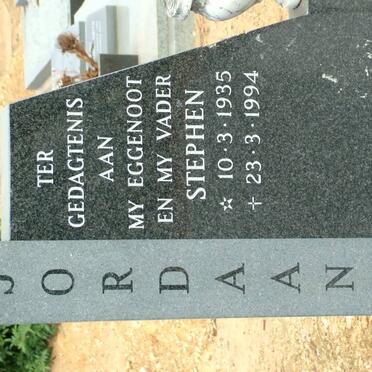 TER
GEDAGTENIS
AAN
MY EGGENOOT
EN MY VADER
STEPHEN
☆ 10·3·1935
+ 23·3·1994
JORDAAN